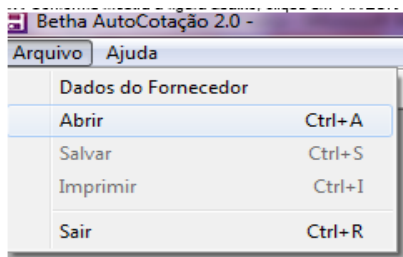 Betha AutoCotação 2.0 -
Arquivo Ajuda
Dados do Fornecedor
Abrir Ctrl+A
Salvar Ctrl+S
Imprimir Ctrl+I
Sair Ctrl+R